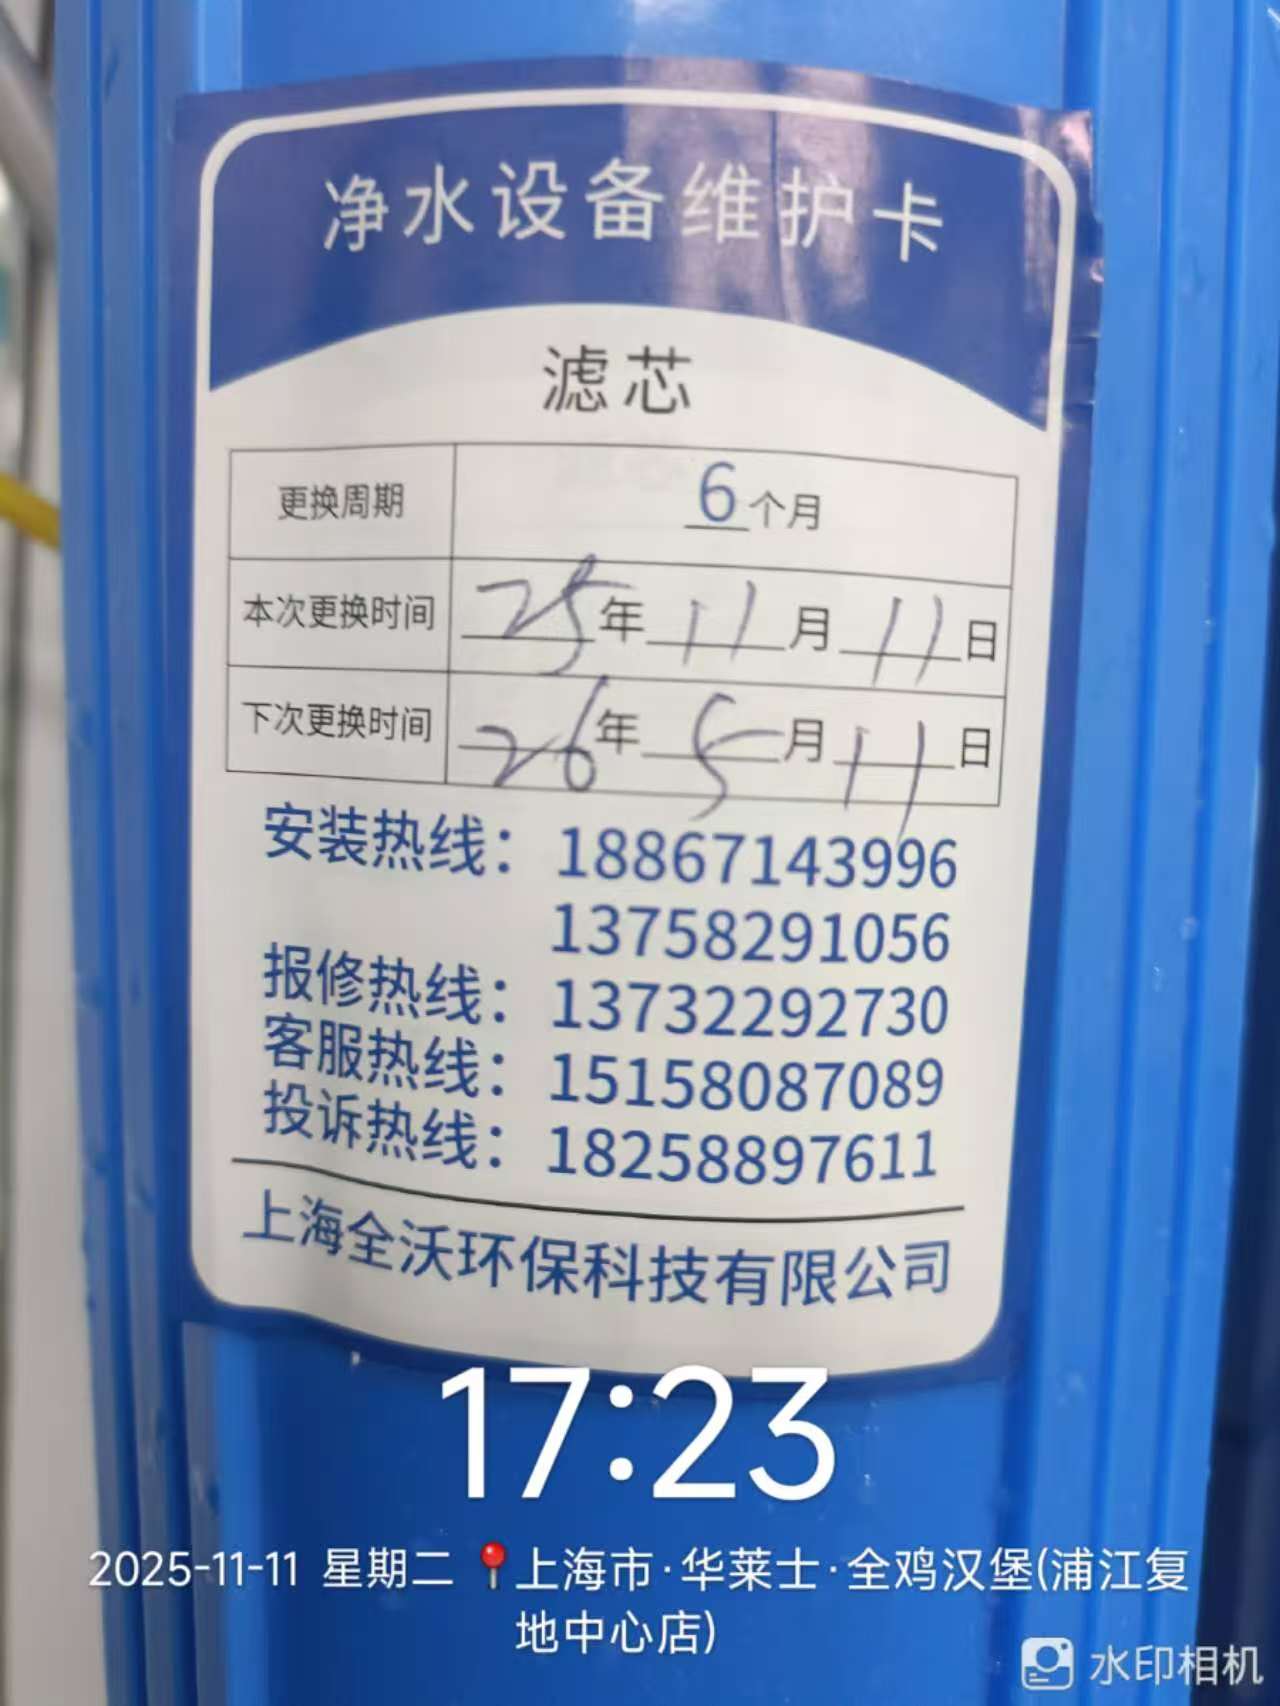 净水设备维护卡
滤芯
更换周期 6个月
本次更换时间 25年11月11日
下次更换时间 26年5月11日
安装热线：18867143996
13758291056
报修热线：13732292730
客服热线：15158087089
投诉热线：18258897611
上海全沃环保科技有限公司
17:23
2025-11-11 星期二 上海市·华莱士·全鸡汉堡(浦江复
地中心店)
水印相机